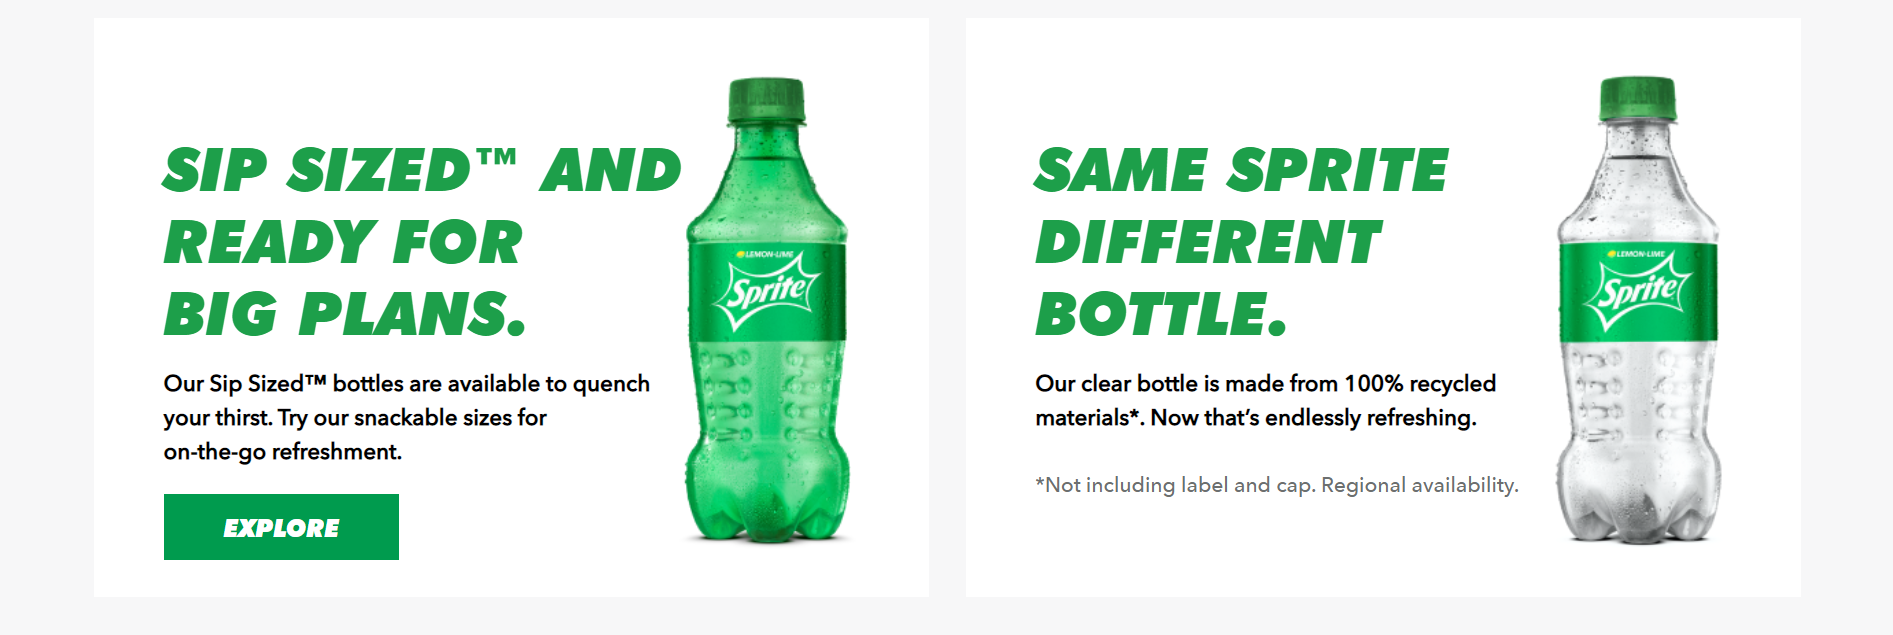 SIP SIZED™ AND
READY FOR
BIG PLANS.
Our Sip Sized™ bottles are available to quench
your thirst. Try our snackable sizes for
on-the-go refreshment.
EXPLORE
LEMON-LIME
Sprite
SAME SPRITE
DIFFERENT
BOTTLE.
Our clear bottle is made from 100% recycled
materials*. Now that’s endlessly refreshing.
*Not including label and cap. Regional availability.
LEMON-LIME
Sprite